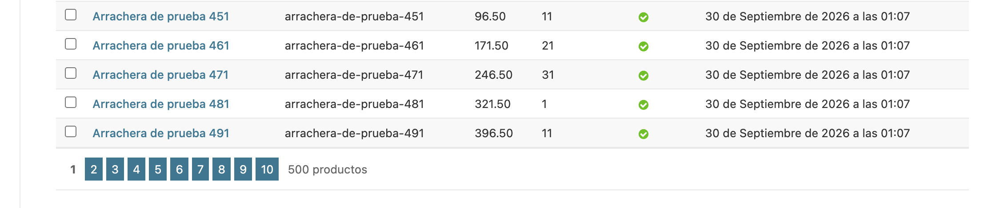 Arrachera de prueba 451 arrachera-de-prueba-451 96.50 11 30 de Septiembre de 2026 a las 01:07
Arrachera de prueba 461 arrachera-de-prueba-461 171.50 21 30 de Septiembre de 2026 a las 01:07
Arrachera de prueba 471 arrachera-de-prueba-471 246.50 31 30 de Septiembre de 2026 a las 01:07
Arrachera de prueba 481 arrachera-de-prueba-481 321.50 1 30 de Septiembre de 2026 a las 01:07
Arrachera de prueba 491 arrachera-de-prueba-491 396.50 11 30 de Septiembre de 2026 a las 01:07
1 2 3 4 5 6 7 8 9 10 500 productos